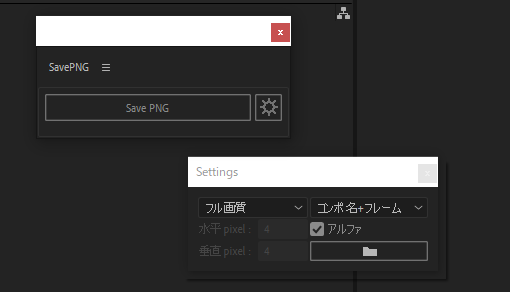 SavePNG
Save PNG
Settings
フル画質 コンポ名+フレーム
水平 pixel : 4 アルファ
垂直 pixel : 4